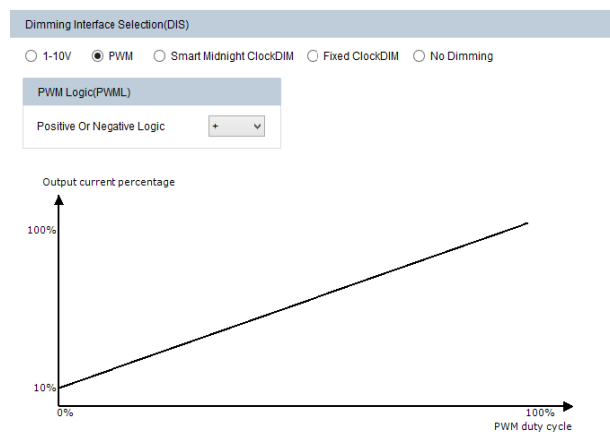 Dimming Interface Selection(DIS)
1-10V PWM Smart Midnight ClockDIM Fixed ClockDIM No Dimming
PWM Logic(PWML)
Positive Or Negative Logic +
Output current percentage
100%
10%
0% 100%
PWM duty cycle